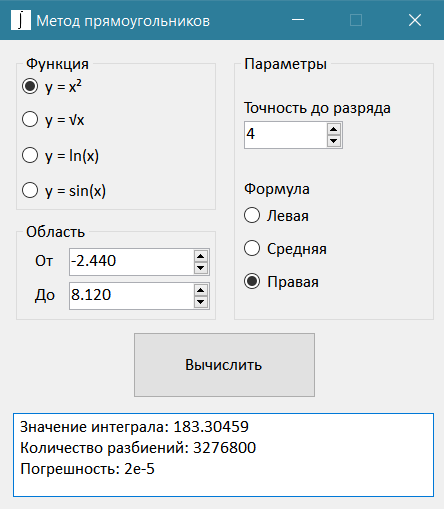 ∫ Метод прямоугольников
Функция
y = x²
y = √x
y = ln(x)
y = sin(x)
Область
От -2.440
До 8.120
Параметры
Точность до разряда
4
Формула
Левая
Средняя
Правая
Вычислить
Значение интеграла: 183.30459
Количество разбиений: 3276800
Погрешность: 2e-5